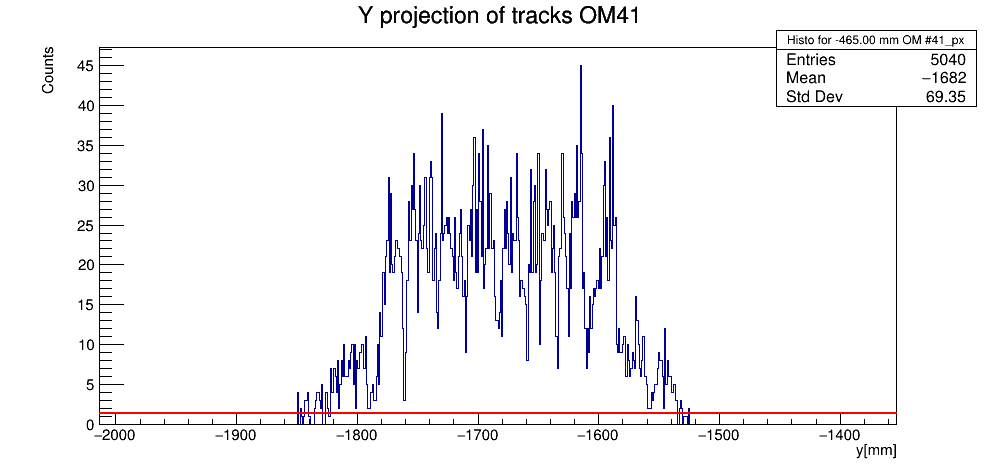 Y projection of tracks OM41
Histo for -465.00 mm OM #41_px
Entries 5040
Mean −1682
Std Dev 69.35
Counts
45
40
35
30
25
20
15
10
5
0
−2000 −1900 −1800 −1700 −1600 −1500 −1400
y[mm]